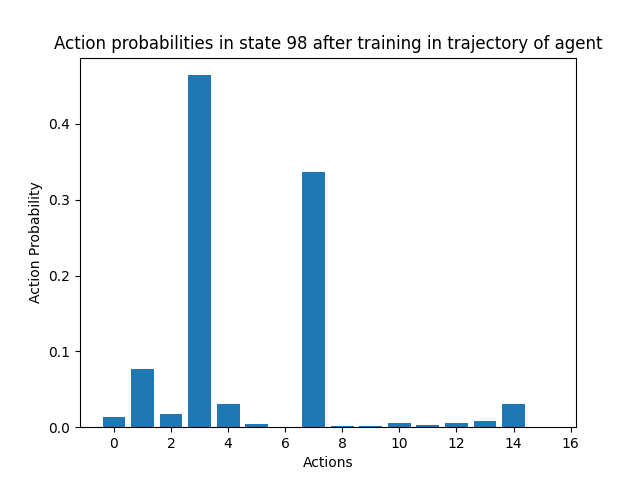 Action probabilities in state 98 after training in trajectory of agent
0.4
0.3
0.2
0.1
0.0
Action Probability
0 2 4 6 8 10 12 14 16
Actions